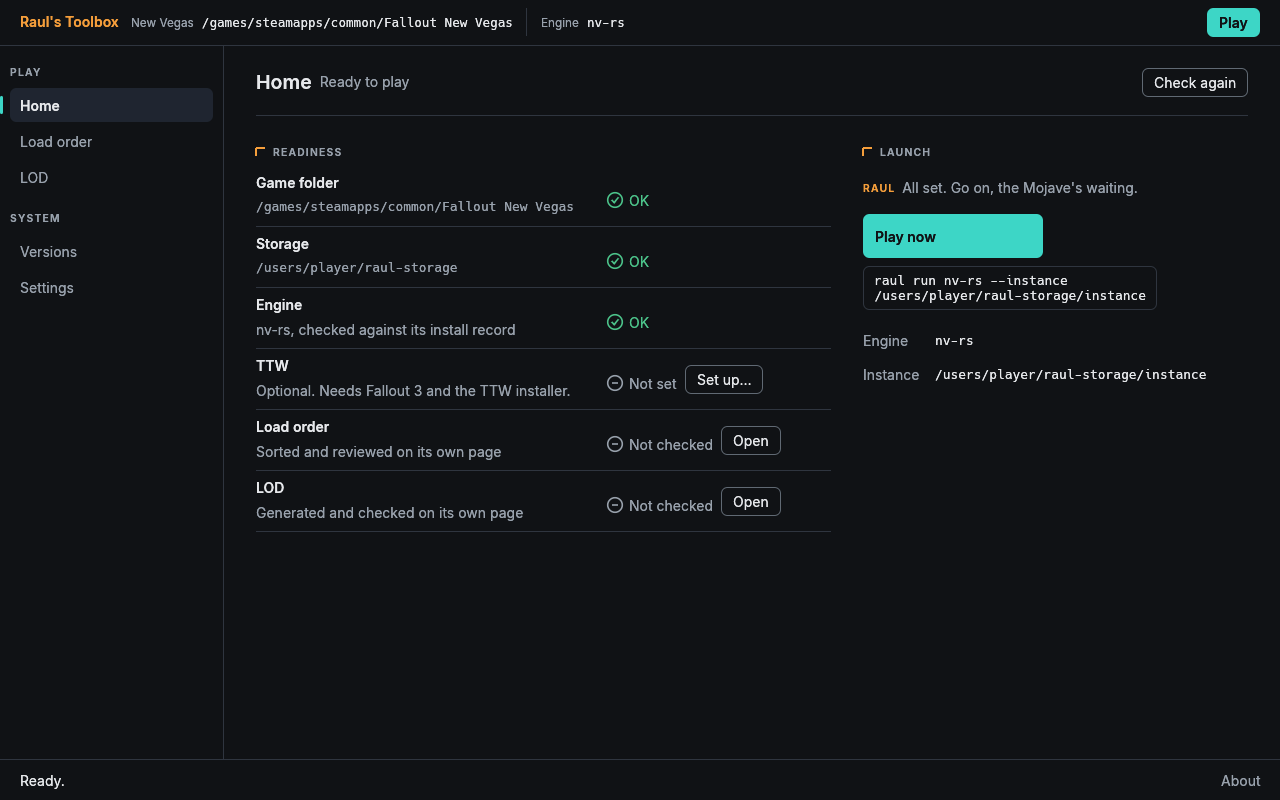 Raul's Toolbox New Vegas /games/steamapps/common/Fallout New Vegas Engine nv-rs Play
PLAY
Home
Load order
LOD
SYSTEM
Versions
Settings
Home Ready to play Check again
READINESS
Game folder
/games/steamapps/common/Fallout New Vegas OK
Storage
/users/player/raul-storage OK
Engine
nv-rs, checked against its install record OK
TTW
Optional. Needs Fallout 3 and the TTW installer. Not set Set up...
Load order
Sorted and reviewed on its own page Not checked Open
LOD
Generated and checked on its own page Not checked Open
LAUNCH
RAUL All set. Go on, the Mojave's waiting.
Play now
raul run nv-rs --instance
/users/player/raul-storage/instance
Engine nv-rs
Instance /users/player/raul-storage/instance
Ready. About